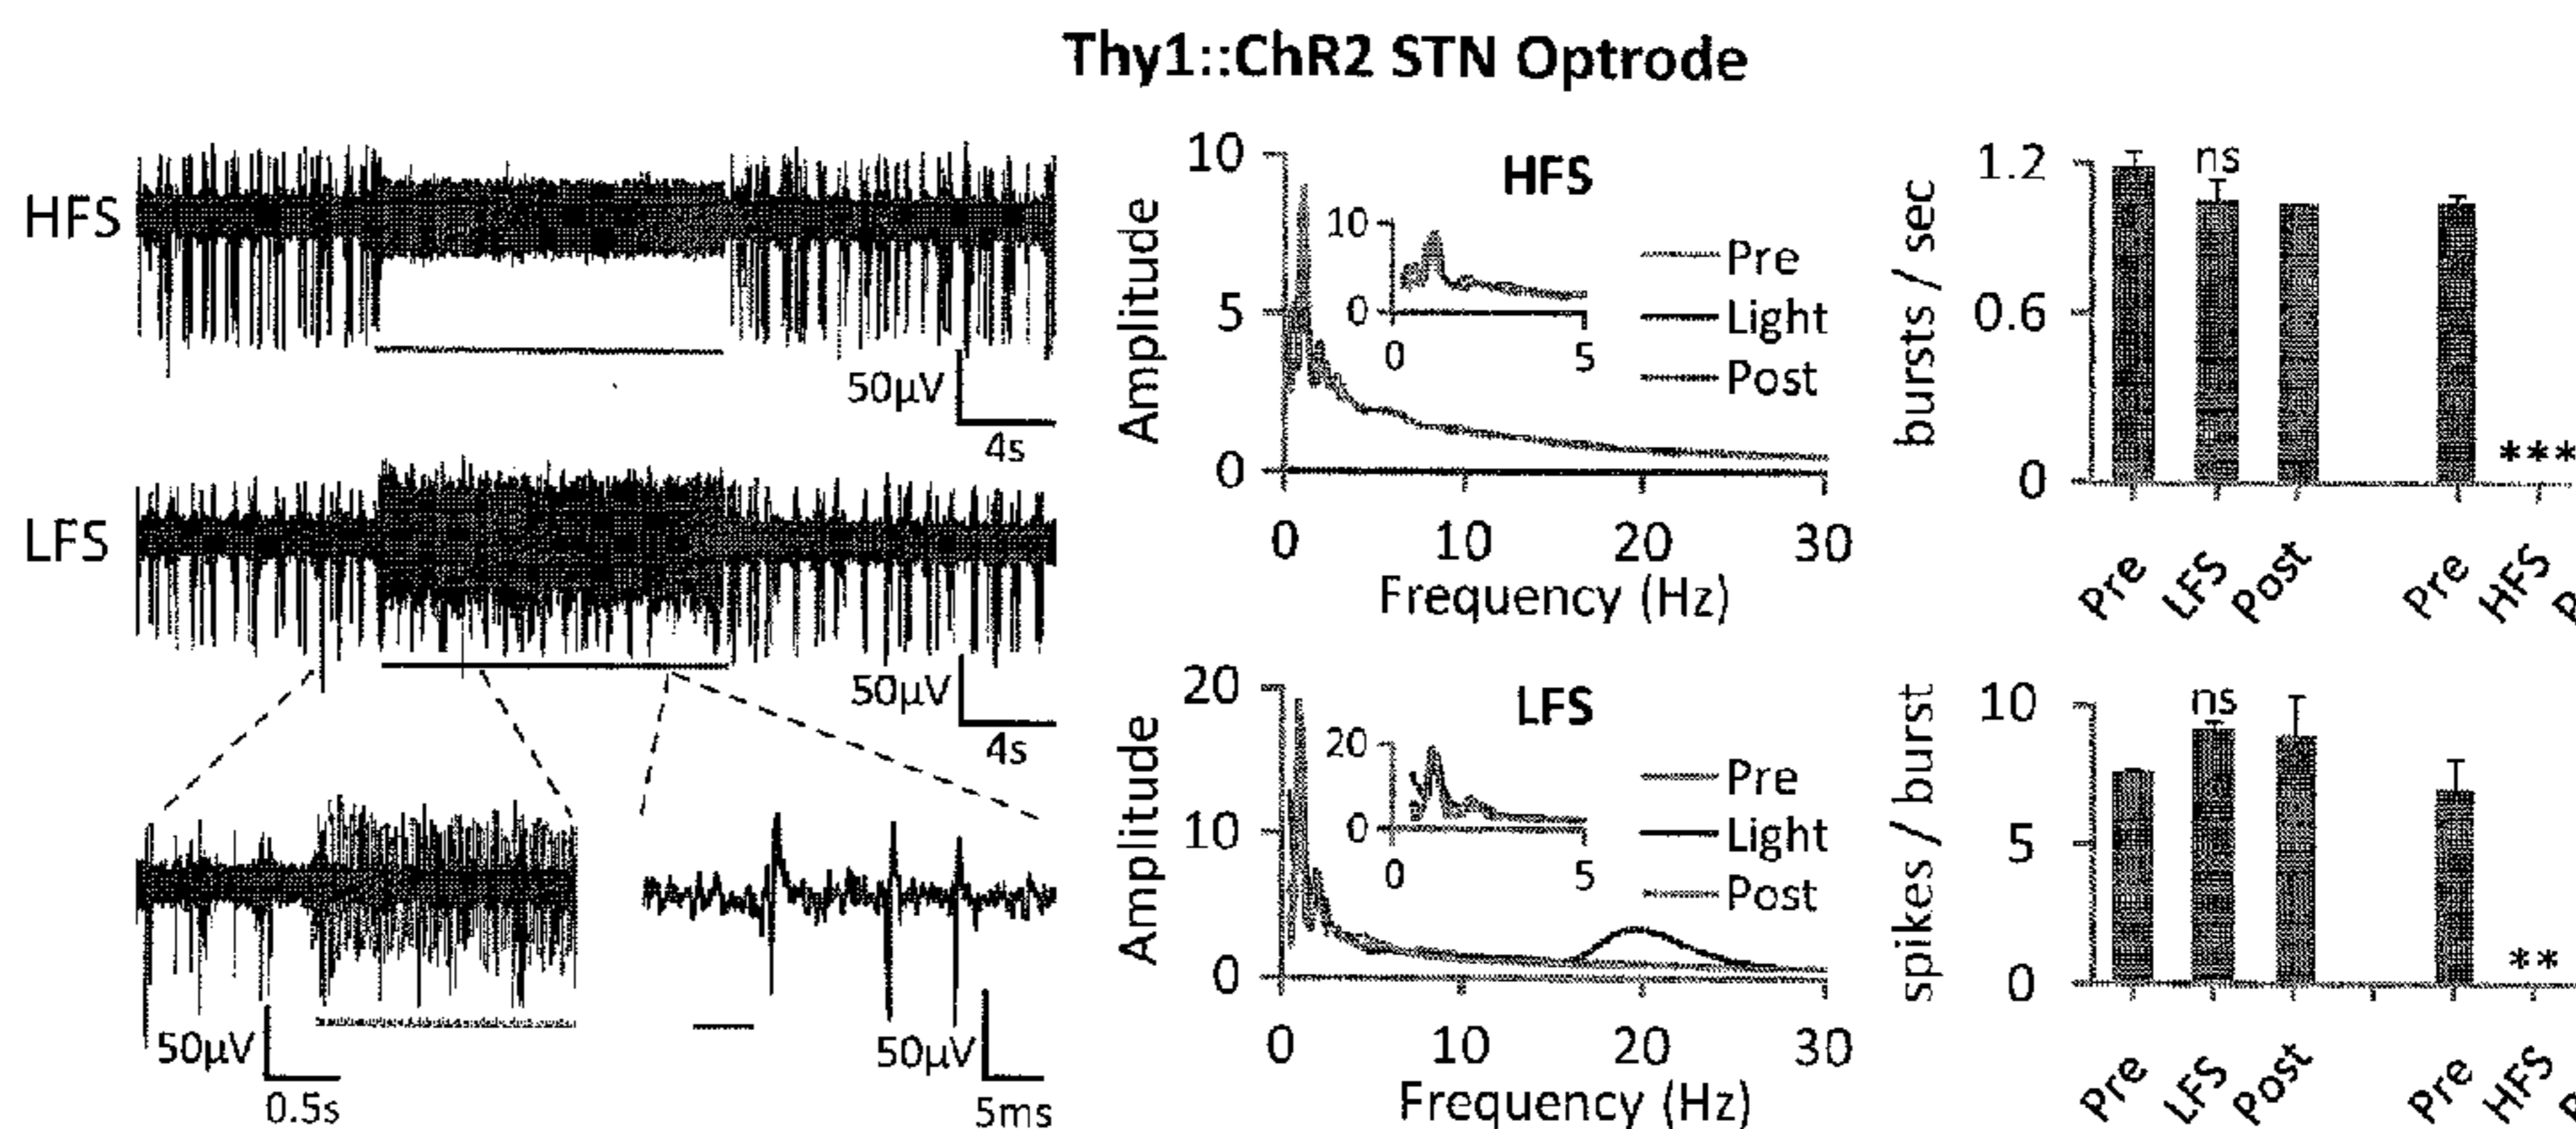 Thy1::ChR2 STN Optrode
HFS
50µV
4s
LFS
50µV
4s
50µV
0.5s
50µV
5ms
Amplitude
10
5
0
HFS
10
0
0
5
Pre
Light
Post
0
10
20
30
Frequency (Hz)
Amplitude
20
10
0
LFS
20
0
0
5
Pre
Light
Post
0
10
20
30
Frequency (Hz)
bursts / sec
1.2
0.6
0
ns
***
Pre
LFS
Post
Pre
HFS
spikes / burst
10
5
0
ns
**
Pre
LFS
Post
Pre
HFS